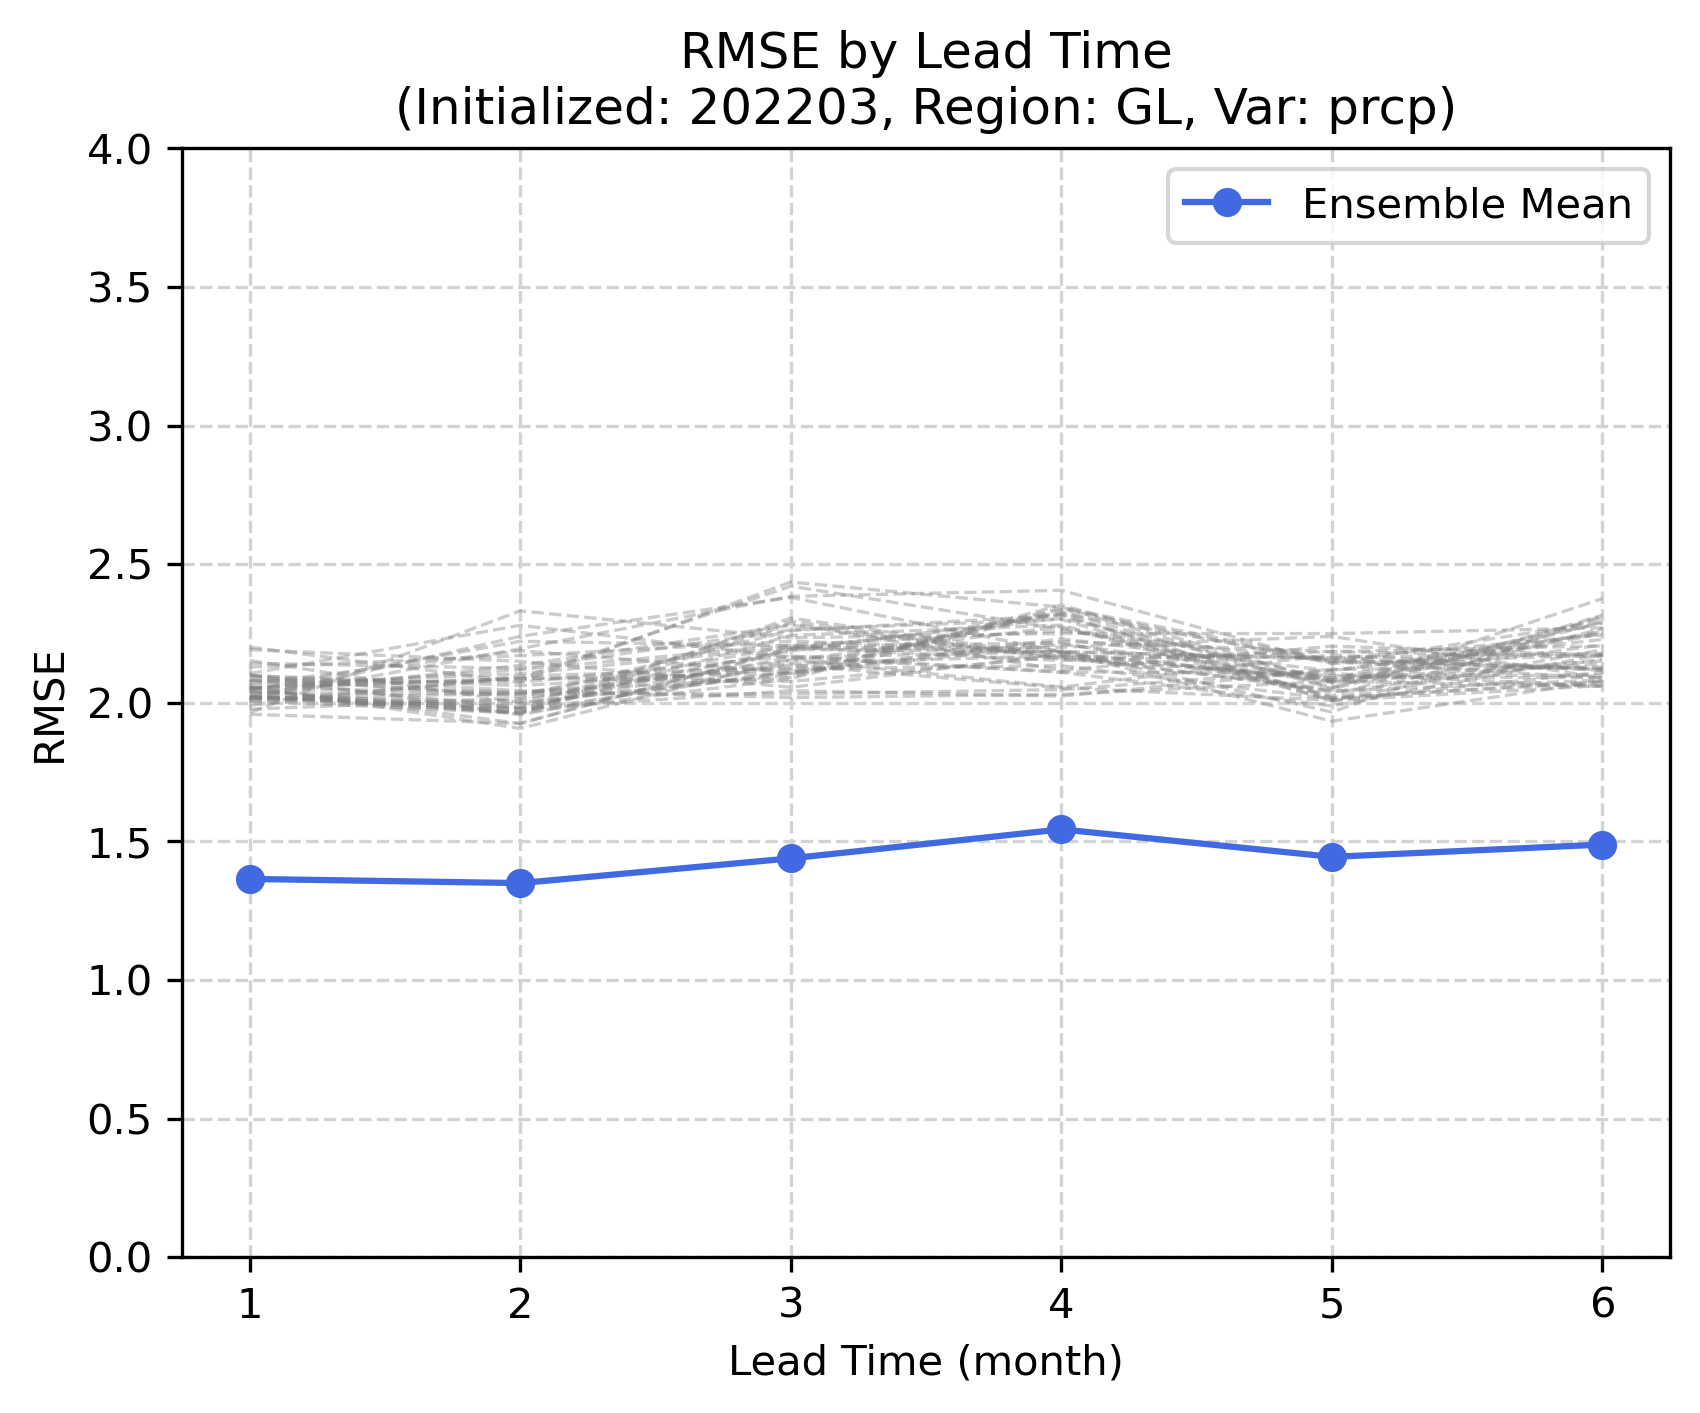 RMSE by Lead Time
(Initialized: 202203, Region: GL, Var: prcp)
Ensemble Mean
4.0
3.5
3.0
2.5
2.0
1.5
1.0
0.5
0.0
RMSE
1 2 3 4 5 6
Lead Time (month)